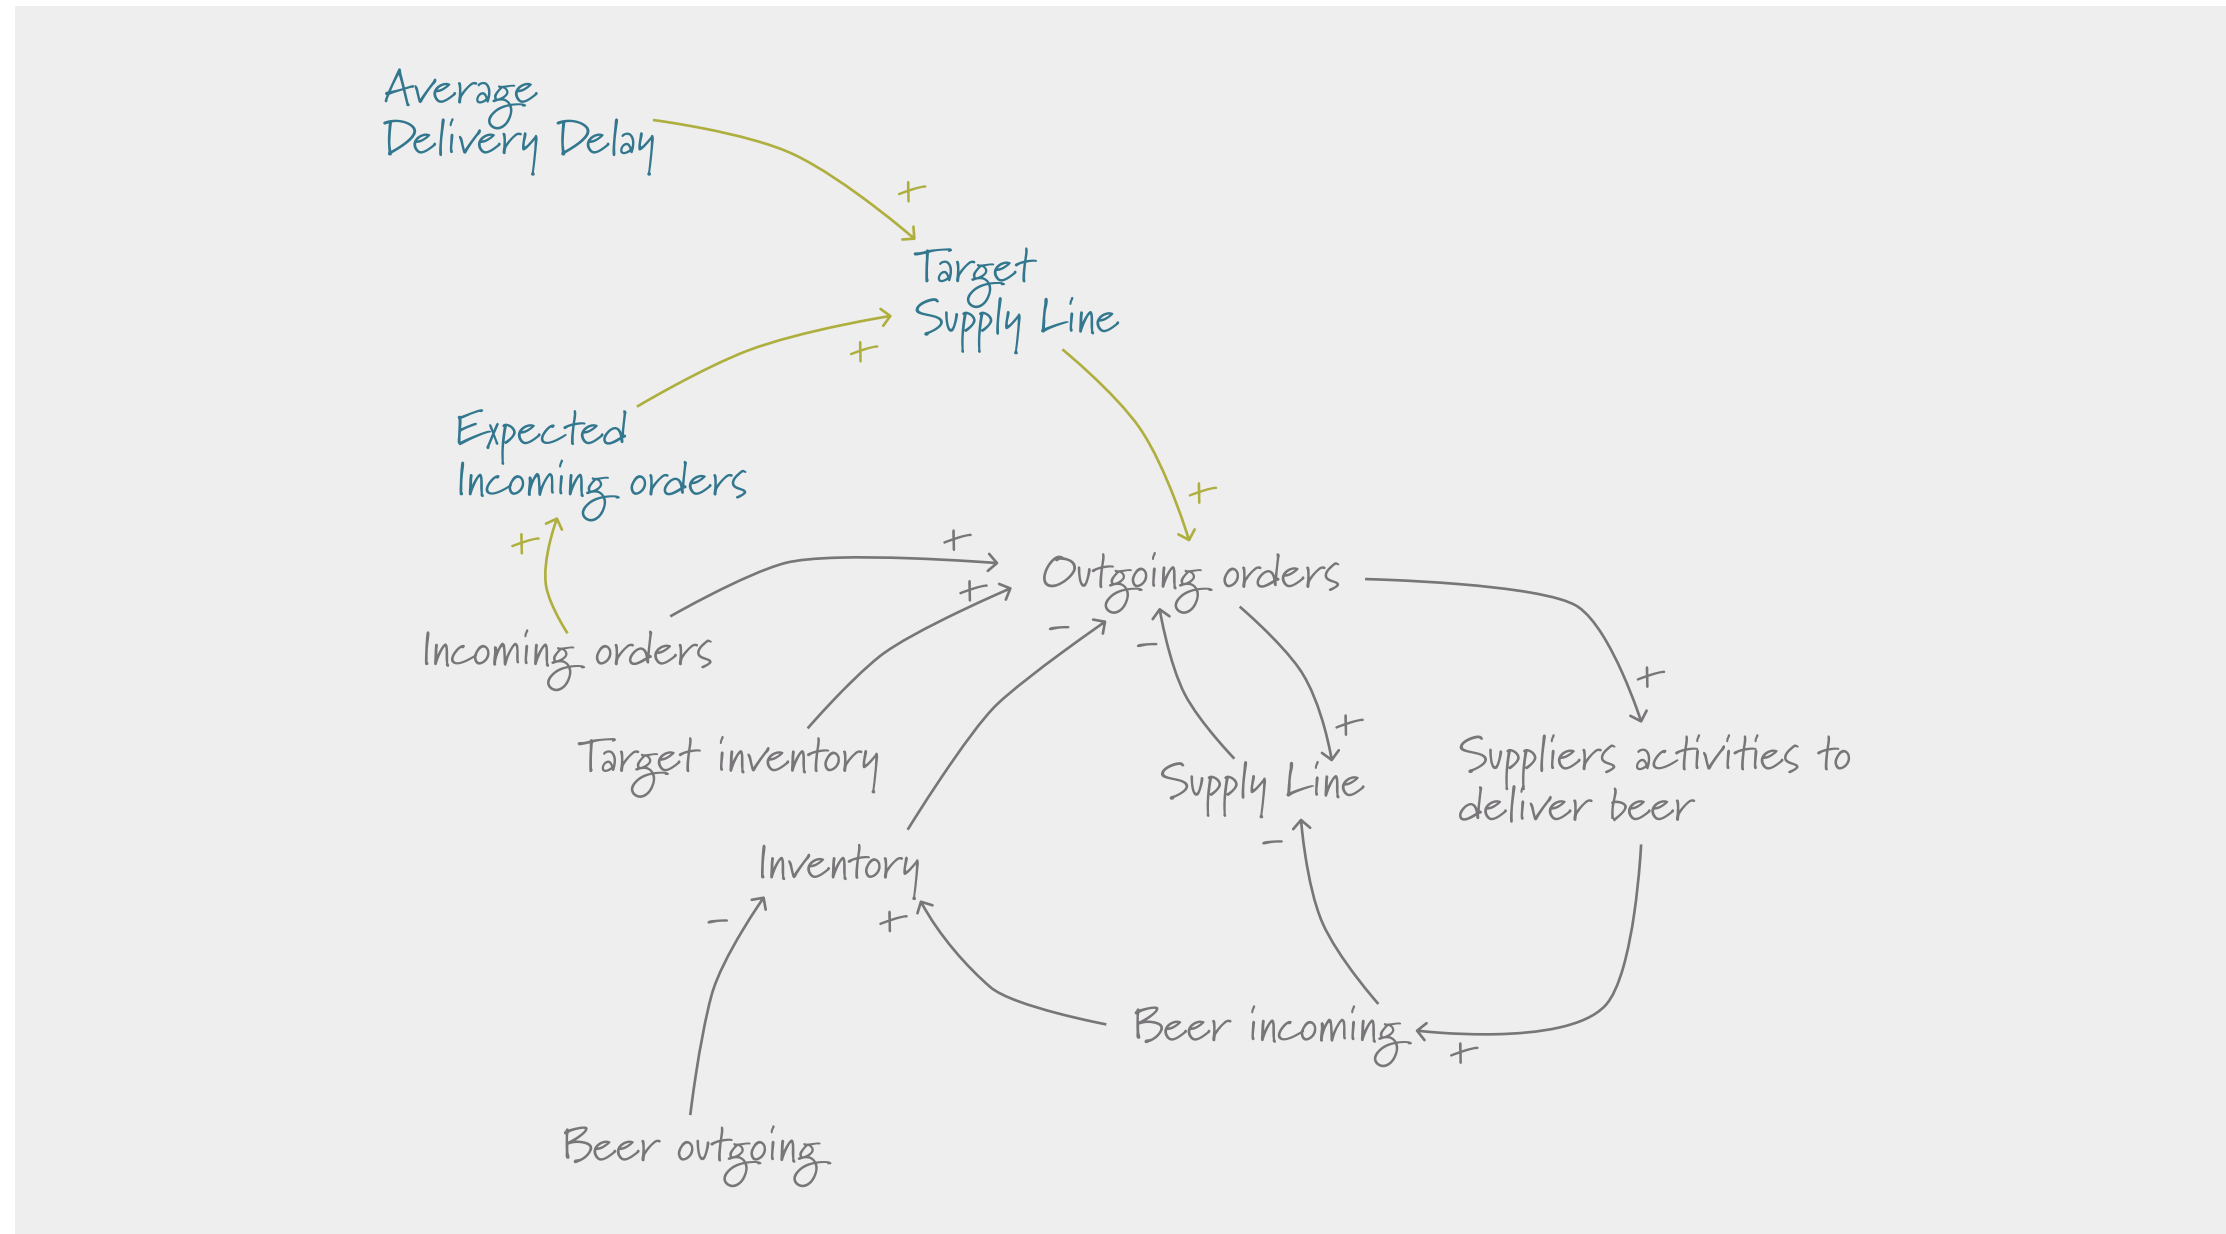 Average
Delivery Delay
+
Target
Supply Line
+
Expected
Incoming orders
+
+
+
Outgoing orders
+
Incoming orders
-
-
+
+
Target inventory
Supply Line
Suppliers activities to
deliver beer
-
Inventory
-
+
Beer incoming
+
Beer outgoing